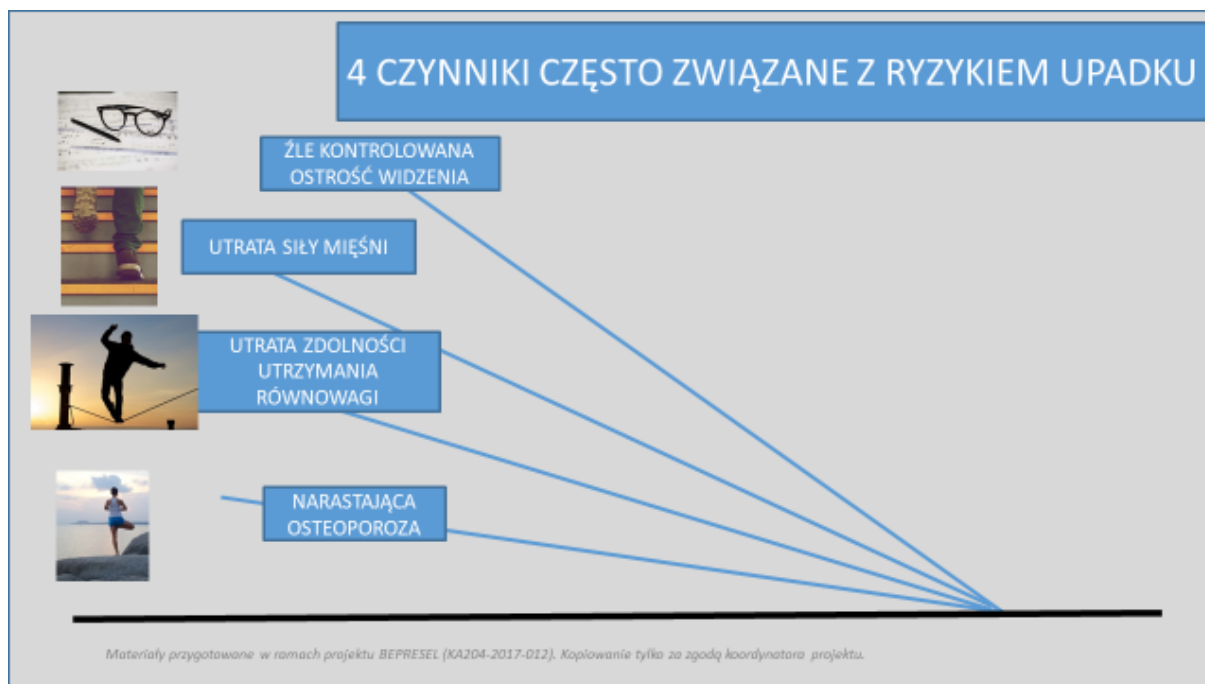 4 CZYNNIKI CZĘSTO ZWIĄZANE Z RYZYKIEM UPADKU
ŹLE KONTROLOWANA
OSTROŚĆ WIDZENIA
UTRATA SIŁY MIĘŚNI
UTRATA ZDOLNOŚCI
UTRZYMANIA
RÓWNOWAGI
NARASTAJĄCA
OSTEOPOROZA
Materiały przygotowane w ramach projektu BEPRESEL (KA204-2017-012). Kopiowanie tylko za zgodą koordynatora projektu.